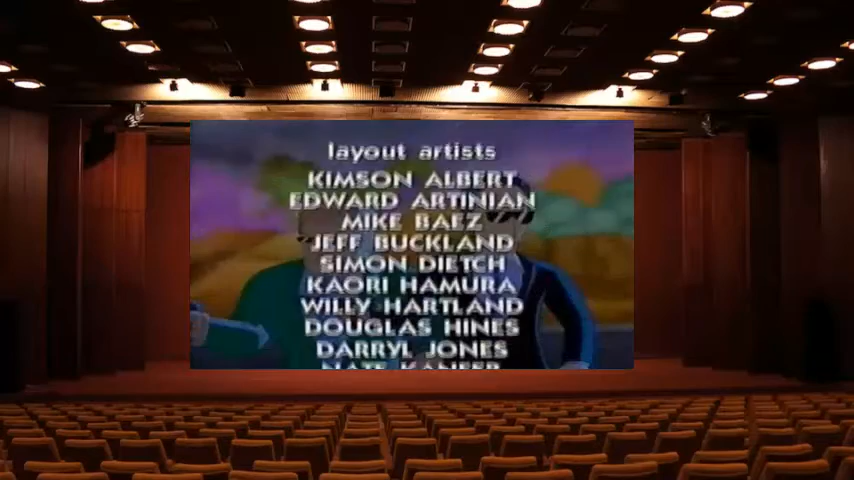 layout artists
KIMSON ALBERT
EDWARD ARTINIAN
MIKE BAEZ
JEFF BUCKLAND
SIMON DIETCH
KAORI HAMURA
WILLY HARTLAND
DOUGLAS HINES
DARRYL JONES